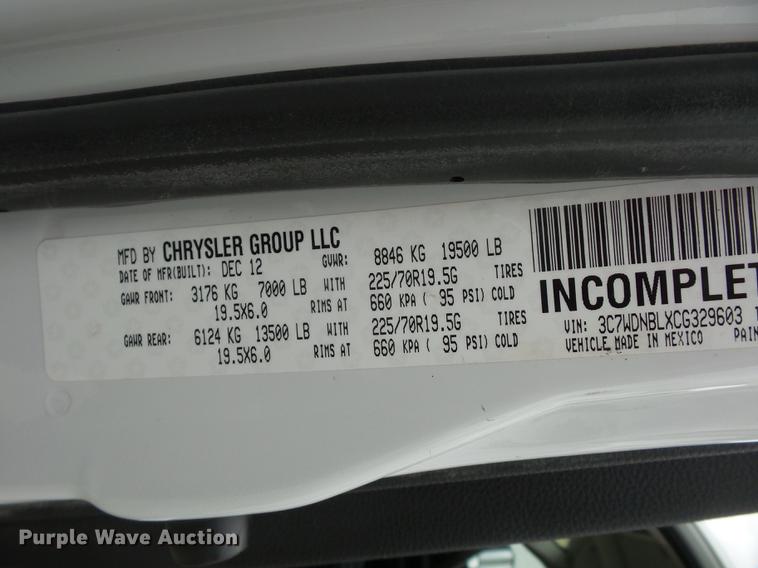 MFD BY CHRYSLER GROUP LLC
DATE OF MFR(BUILT): DEC 12 GVWR: 8846 KG 19500 LB
GAWR FRONT: 3176 KG 7000 LB WITH 225/70R19.5G TIRES
19.5X6.0 RIMS AT 660 KPA ( 95 PSI) COLD
GAWR REAR: 6124 KG 13500 LB WITH 225/70R19.5G TIRES
19.5X6.0 RIMS AT 660 KPA ( 95 PSI) COLD
INCOMPLET
VIN: 3C7WDNBLXCG329603
VEHICLE MADE IN MEXICO PAIN
Purple Wave Auction